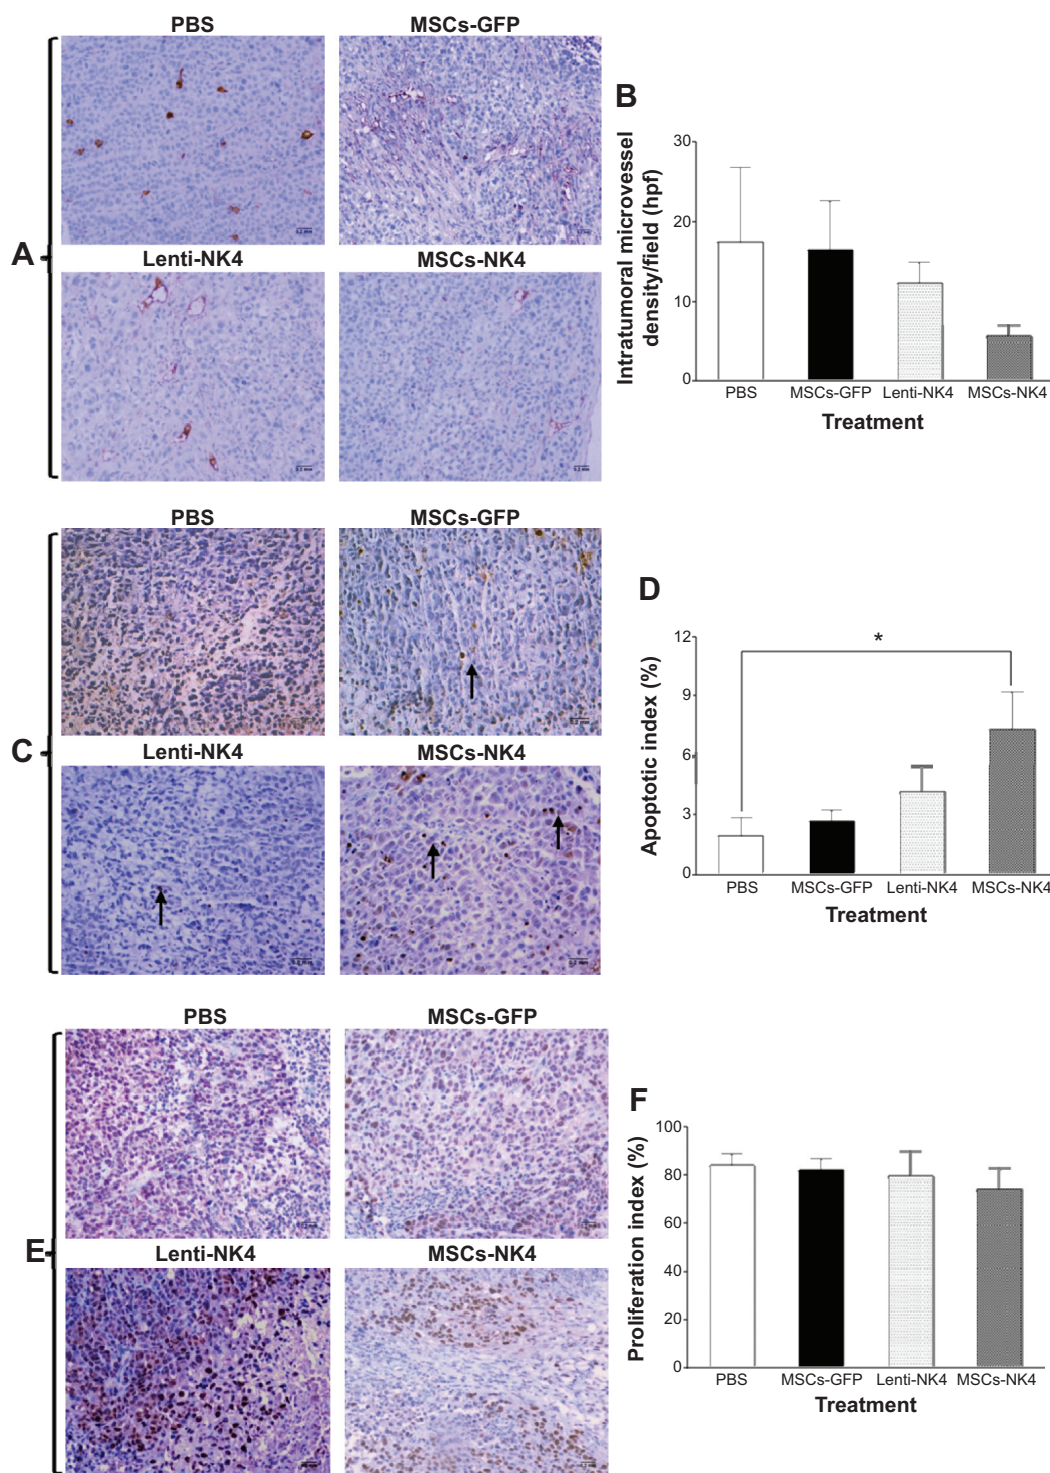 PBS
MSCs-GFP
A
Lenti-NK4
MSCs-NK4
B
Intratumoral microvessel
density/field (hpf)
30
20
10
0
PBS
MSCs-GFP
Lenti-NK4
MSCs-NK4
Treatment
PBS
MSCs-GFP
C
Lenti-NK4
MSCs-NK4
D
Apoptotic index (%)
12
9
6
3
0
*
PBS
MSCs-GFP
Lenti-NK4
MSCs-NK4
Treatment
PBS
MSCs-GFP
E
Lenti-NK4
MSCs-NK4
F
Proliferation index (%)
100
80
60
40
20
0
PBS
MSCs-GFP
Lenti-NK4
MSCs-NK4
Treatment